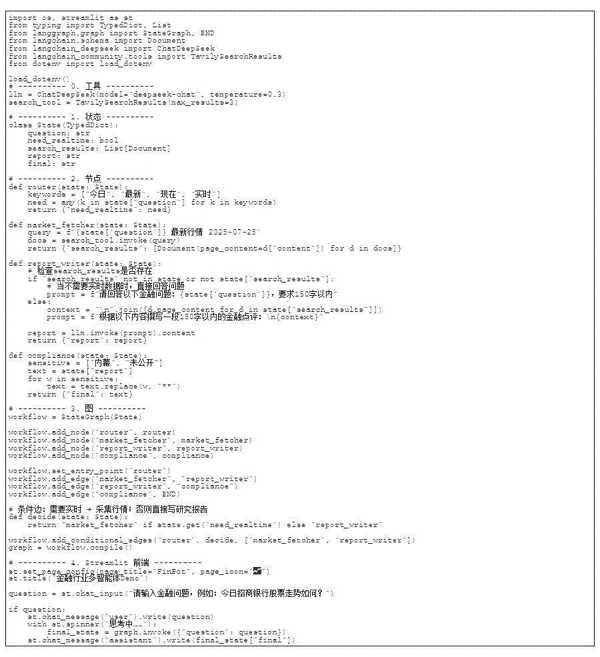 import os, streamlit as st
from typing import TypedDict, List
from langgraph.graph import StateGraph, END
from langchain.schema import Document
from langchain_deepseek import ChatDeepSeek
from langchain_community.tools import TavilySearchResults
from dotenv import load_dotenv
load_dotenv()
# ---------- 0. 工具 ----------
llm = ChatDeepSeek(model="deepseek-chat", temperature=0.3)
search_tool = TavilySearchResults(max_results=3)
# ---------- 1. 状态 ----------
class State(TypedDict):
    question: str
    need_realtime: bool
    search_results: List[Document]
    report: str
    final: str
# ---------- 2. 节点 ----------
def router(state: State):
    keywords = ["今日", "最新", "现在", "实时"]
    need = any(k in state["question"] for k in keywords)
    return {"need_realtime": need}
def market_fetcher(state: State):
    query = f"{state['question']} 最新行情 2025-07-25"
    docs = search_tool.invoke(query)
    return {"search_results": [Document(page_content=d["content"]) for d in docs]}
def report_writer(state: State):
    # 检查search_results是否存在
    if "search_results" not in state or not state["search_results"]:
        # 当不需要实时数据时，直接回答问题
        prompt = f"请回答以下金融问题：{state['question']}，要求150字以内"
    else:
        context = "\n".join([d.page_content for d in state["search_results"]])
        prompt = f"根据以下内容撰写一段150字以内的金融点评：\n{context}"
    report = llm.invoke(prompt).content
    return {"report": report}
def compliance(state: State):
    sensitive = ["内幕", "未公开"]
    text = state["report"]
    for w in sensitive:
        text = text.replace(w, "**")
    return {"final": text}
# ---------- 3. 图 ----------
workflow = StateGraph(State)
workflow.add_node("router", router)
workflow.add_node("market_fetcher", market_fetcher)
workflow.add_node("report_writer", report_writer)
workflow.add_node("compliance", compliance)
workflow.set_entry_point("router")
workflow.add_edge("market_fetcher", "report_writer")
workflow.add_edge("report_writer", "compliance")
workflow.add_edge("compliance", END)
# 条件边：需要实时 → 采集行情；否则直接写研究报告
def decide(state: State):
    return "market_fetcher" if state.get("need_realtime") else "report_writer"
workflow.add_conditional_edges("router", decide, ["market_fetcher", "report_writer"])
graph = workflow.compile()
# ---------- 4. Streamlit 前端 ----------
st.set_page_config(page_title="FinBot", page_icon="📈")
st.title("金融行业多智能体Demo")
question = st.chat_input("请输入金融问题，例如：今日招商银行股票走势如何？")
if question:
    st.chat_message("user").write(question)
    with st.spinner("思考中……"):
        final_state = graph.invoke({"question": question})
    st.chat_message("assistant").write(final_state["final"])